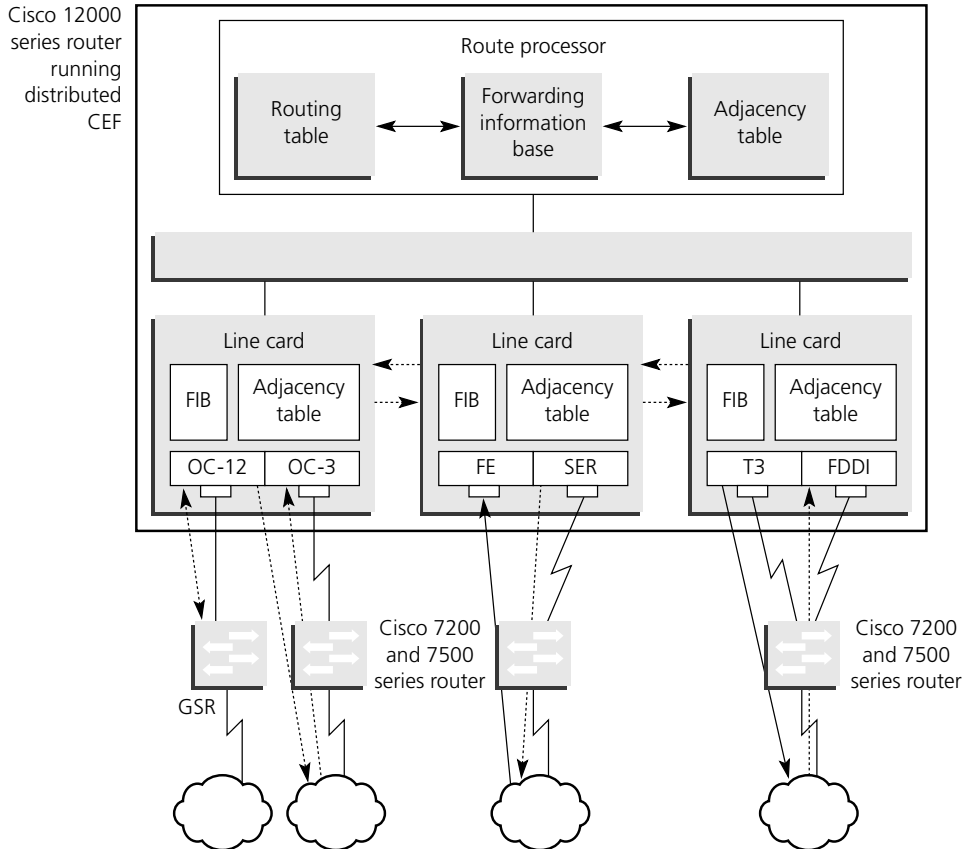 Cisco 12000
series router
running
distributed
CEF
Route processor
Routing
table
Forwarding
information
base
Adjacency
table
Line card
FIB
Adjacency
table
OC-12
OC-3
Line card
FIB
Adjacency
table
FE
SER
Line card
FIB
Adjacency
table
T3
FDDI
GSR
Cisco 7200
and 7500
series router
Cisco 7200
and 7500
series router